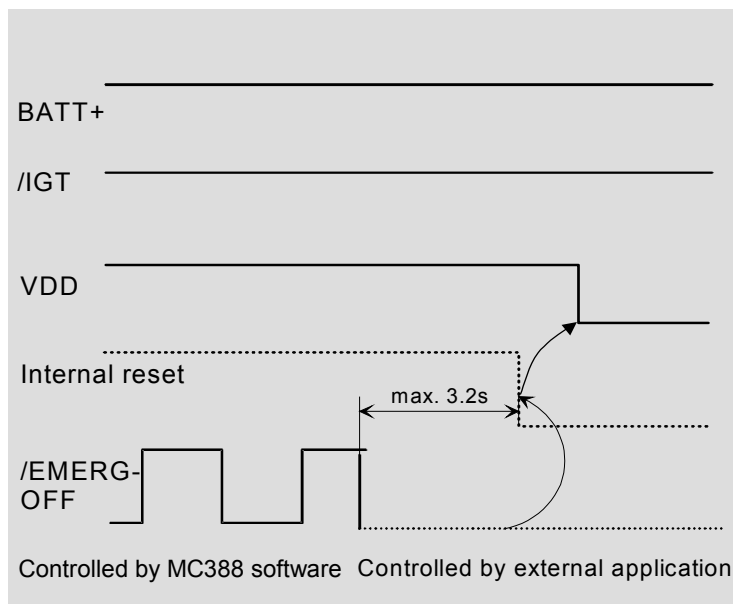 BATT+
/IGT
VDD
Internal reset
max. 3.2s
/EMERG-
OFF
Controlled by MC388 software Controlled by external application